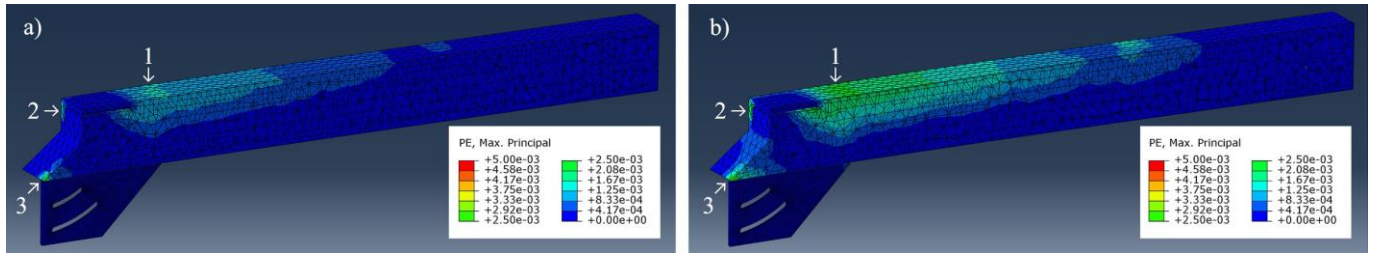 a)
1
2
3
PE, Max. Principal
+5.00e-03
+4.58e-03
+4.17e-03
+3.75e-03
+3.33e-03
+2.92e-03
+2.50e-03
+2.50e-03
+2.08e-03
+1.67e-03
+1.25e-03
+8.33e-04
+4.17e-04
+0.00e+00
b)
1
2
3
PE, Max. Principal
+5.00e-03
+4.58e-03
+4.17e-03
+3.75e-03
+3.33e-03
+2.92e-03
+2.50e-03
+2.50e-03
+2.08e-03
+1.67e-03
+1.25e-03
+8.33e-04
+4.17e-04
+0.00e+00